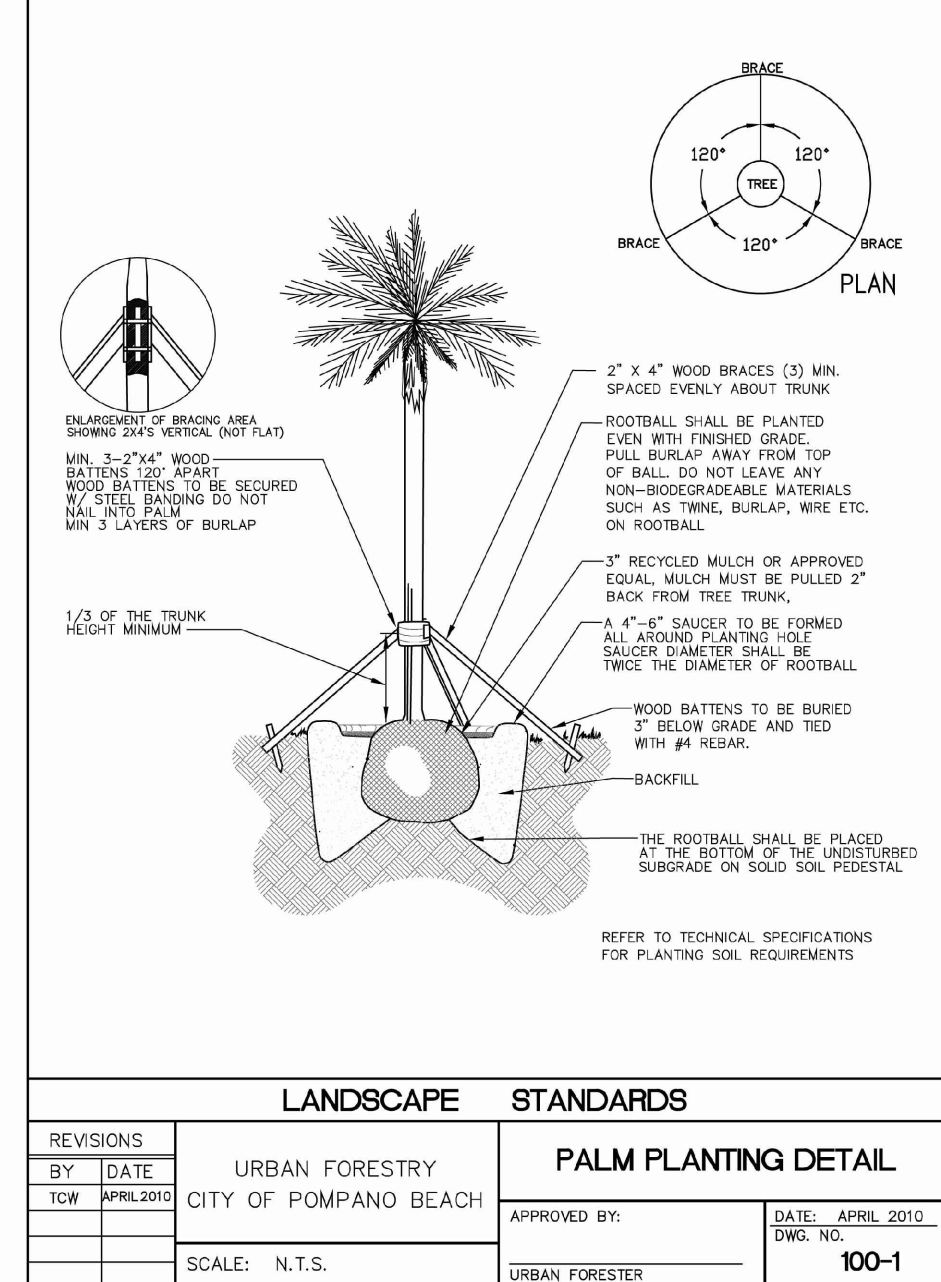 BRACE
120°
120°
TREE
BRACE
120°
BRACE
PLAN
ENLARGEMENT OF BRACING AREA
SHOWING 2X4'S VERTICAL (NOT FLAT)
MIN. 3-2"X4" WOOD
BATTENS 120° APART
WOOD BATTENS TO BE SECURED
W/ STEEL BANDING DO NOT
NAIL INTO PALM
MIN 3 LAYERS OF BURLAP
1/3 OF THE TRUNK
HEIGHT MINIMUM
2" X 4" WOOD BRACES (3) MIN.
SPACED EVENLY ABOUT TRUNK
ROOTBALL SHALL BE PLANTED
EVEN WITH FINISHED GRADE.
PULL BURLAP AWAY FROM TOP
OF BALL. DO NOT LEAVE ANY
NON-BIODEGRADEABLE MATERIALS
SUCH AS TWINE, BURLAP, WIRE ETC.
ON ROOTBALL
3" RECYCLED MULCH OR APPROVED
EQUAL, MULCH MUST BE PULLED 2"
BACK FROM TREE TRUNK,
A 4"-6" SAUCER TO BE FORMED
ALL AROUND PLANTING HOLE
SAUCER DIAMETER SHALL BE
TWICE THE DIAMETER OF ROOTBALL
WOOD BATTENS TO BE BURIED
3" BELOW GRADE AND TIED
WITH #4 REBAR.
BACKFILL
THE ROOTBALL SHALL BE PLACED
AT THE BOTTOM OF THE UNDISTURBED
SUBGRADE ON SOLID SOIL PEDESTAL
REFER TO TECHNICAL SPECIFICATIONS
FOR PLANTING SOIL REQUIREMENTS
LANDSCAPE STANDARDS
REVISIONS
BY DATE
TCW APRIL 2010
URBAN FORESTRY
CITY OF POMPANO BEACH
SCALE: N.T.S.
PALM PLANTING DETAIL
APPROVED BY:
URBAN FORESTER
DATE: APRIL 2010
DWG. NO.
100-1